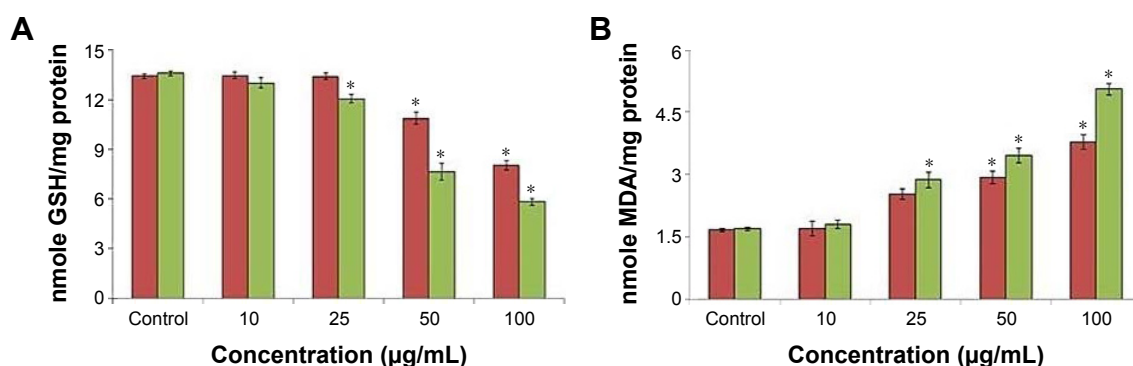 A
nmole GSH/mg protein
15
12
9
6
3
0
*
*
*
*
*
Control 10 25 50 100
Concentration (µg/mL)
B
nmole MDA/mg protein
6
4.5
3
1.5
0
*
*
*
*
*
Control 10 25 50 100
Concentration (µg/mL)